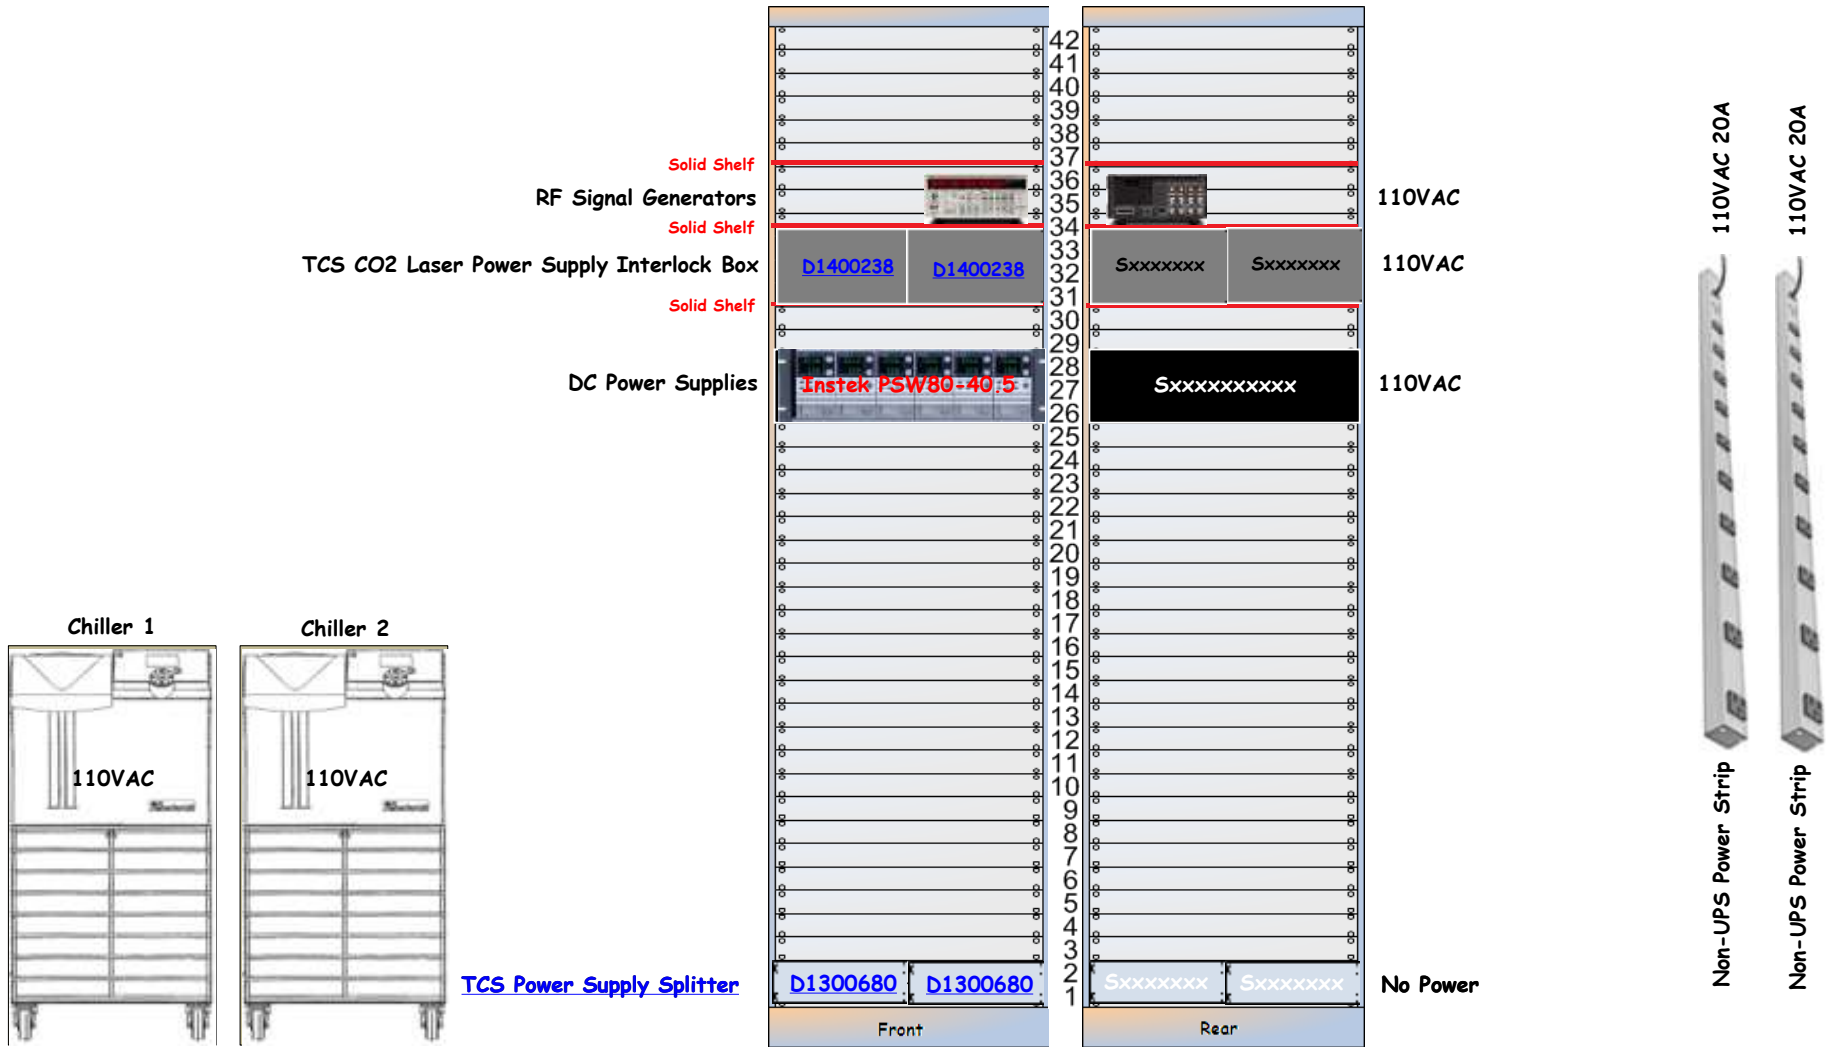 42
41
40
39
38
37
36
35
34
33
32
31
30
29
28
27
26
25
24
23
22
21
20
19
18
17
16
15
14
13
12
11
10
9
8
7
6
5
4
3
2
1
Solid Shelf
RF Signal Generators
110VAC
Solid Shelf
TCS CO2 Laser Power Supply Interlock Box
D1400238
D1400238
Sxxxxxxx
Sxxxxxxx
110VAC
Solid Shelf
DC Power Supplies
Instek PSW80-40.5
Sxxxxxxxxxx
110VAC
Chiller 1
Chiller 2
110VAC
110VAC
TCS Power Supply Splitter
D1300680
D1300680
Sxxxxxxx
Sxxxxxxx
No Power
Front
Rear
110VAC 20A
110VAC 20A
Non-UPS Power Strip
Non-UPS Power Strip